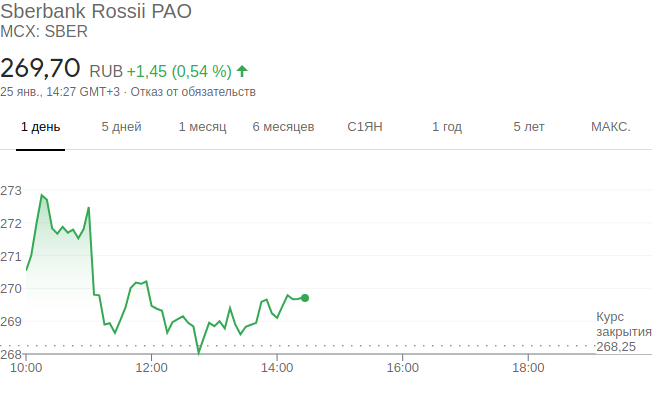 Sberbank Rossii PAO
MCX: SBER
269,70 RUB +1,45 (0,54 %)
25 янв., 14:27 GMT+3 · Отказ от обязательств
1 день 5 дней 1 месяц 6 месяцев С1ЯН 1 год 5 лет МАКС.
273
272
271
270
269
Курс
закрытия
268,25
268
10:00 12:00 14:00 16:00 18:00